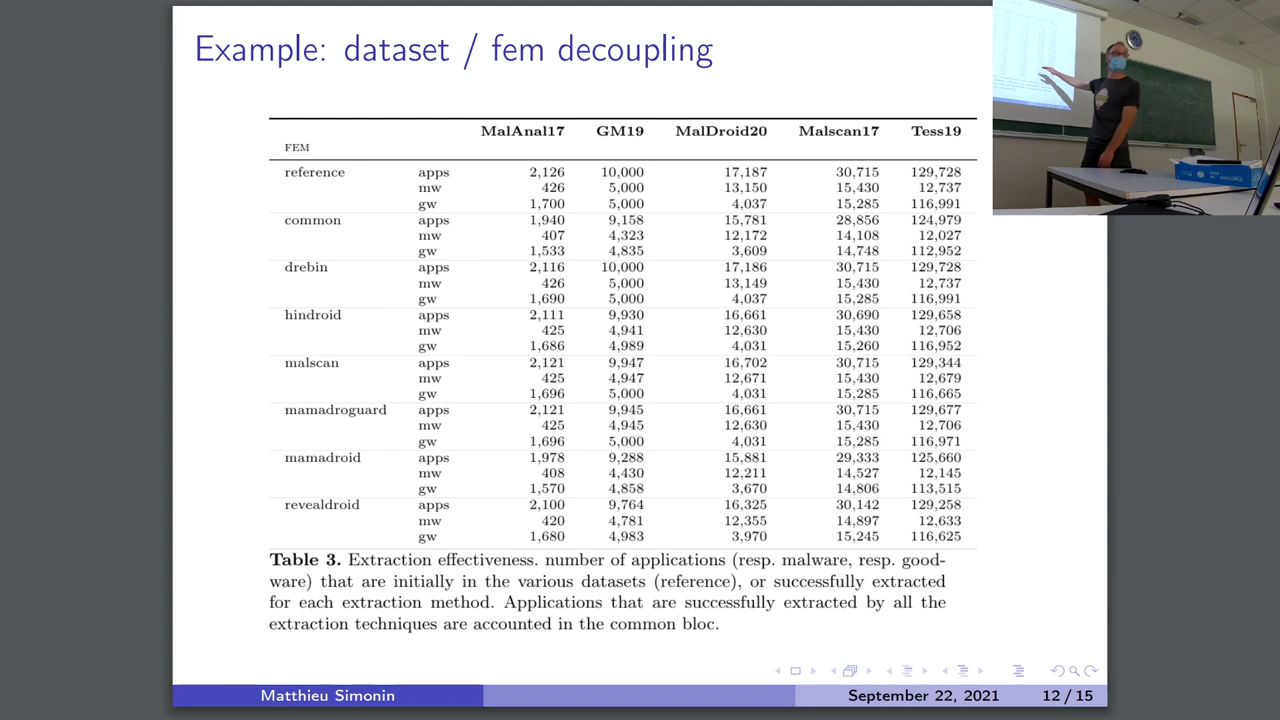 Example: dataset / fem decoupling
MalAnal17 GM19 MalDroid20 Malscan17 Tess19
FEM
reference apps 2,126 10,000 17,187 30,715 129,728
mw 426 5,000 13,150 15,430 12,737
gw 1,700 5,000 4,037 15,285 116,991
common apps 1,940 9,158 15,781 28,856 124,979
mw 407 4,323 12,172 14,108 12,027
gw 1,533 4,835 3,609 14,748 112,952
drebin apps 2,116 10,000 17,186 30,715 129,728
mw 426 5,000 13,149 15,430 12,737
gw 1,690 5,000 4,037 15,285 116,991
hindroid apps 2,111 9,930 16,661 30,690 129,658
mw 425 4,941 12,630 15,430 12,706
gw 1,686 4,989 4,031 15,260 116,952
malscan apps 2,121 9,947 16,702 30,715 129,344
mw 425 4,947 12,671 15,430 12,679
gw 1,696 5,000 4,031 15,285 116,665
mamadroguard apps 2,121 9,945 16,661 30,715 129,677
mw 425 4,945 12,630 15,430 12,706
gw 1,696 5,000 4,031 15,285 116,971
mamadroid apps 1,978 9,288 15,881 29,333 125,660
mw 408 4,430 12,211 14,527 12,145
gw 1,570 4,858 3,670 14,806 113,515
revealdroid apps 2,100 9,764 16,325 30,142 129,258
mw 420 4,781 12,355 14,897 12,633
gw 1,680 4,983 3,970 15,245 116,625
Table 3. Extraction effectiveness. number of applications (resp. malware, resp. good-
ware) that are initially in the various datasets (reference), or successfully extracted
for each extraction method. Applications that are successfully extracted by all the
extraction techniques are accounted in the common bloc.
Matthieu Simonin September 22, 2021 12 / 15